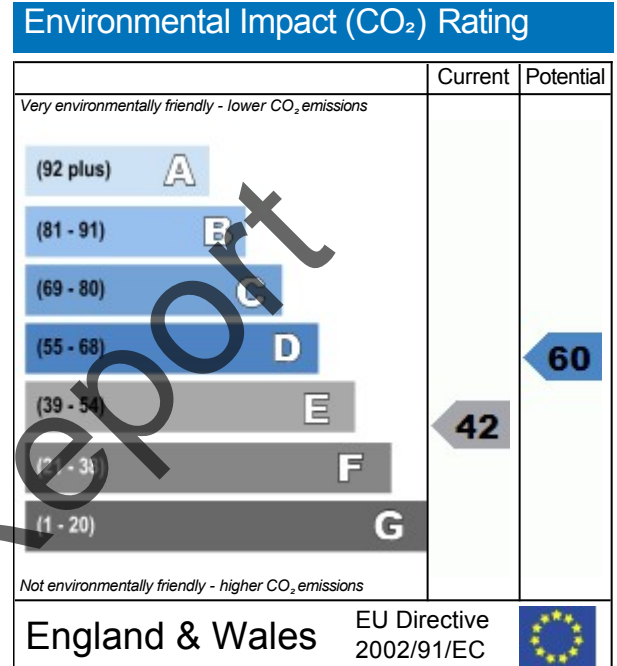 Environmental Impact (CO₂) Rating
Current Potential
Very environmentally friendly - lower CO₂ emissions
(92 plus) A
(81 - 91) B
(69 - 80) C
(55 - 68) D
60
(39 - 54) E
42
(21 - 38) F
(1 - 20) G
Not environmentally friendly - higher CO₂ emissions
England & Wales
EU Directive
2002/91/EC